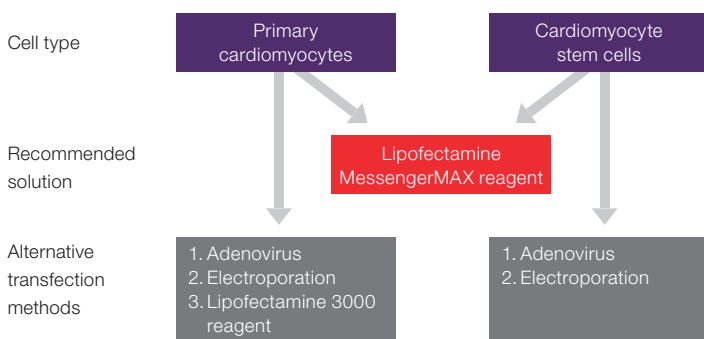 Cell type
Primary
cardiomyocytes
Cardiomyocyte
stem cells
Recommended
solution
Lipofectamine
MessengerMAX reagent
Alternative
transfection
methods
1. Adenovirus
2. Electroporation
3. Lipofectamine 3000
reagent
1. Adenovirus
2. Electroporation